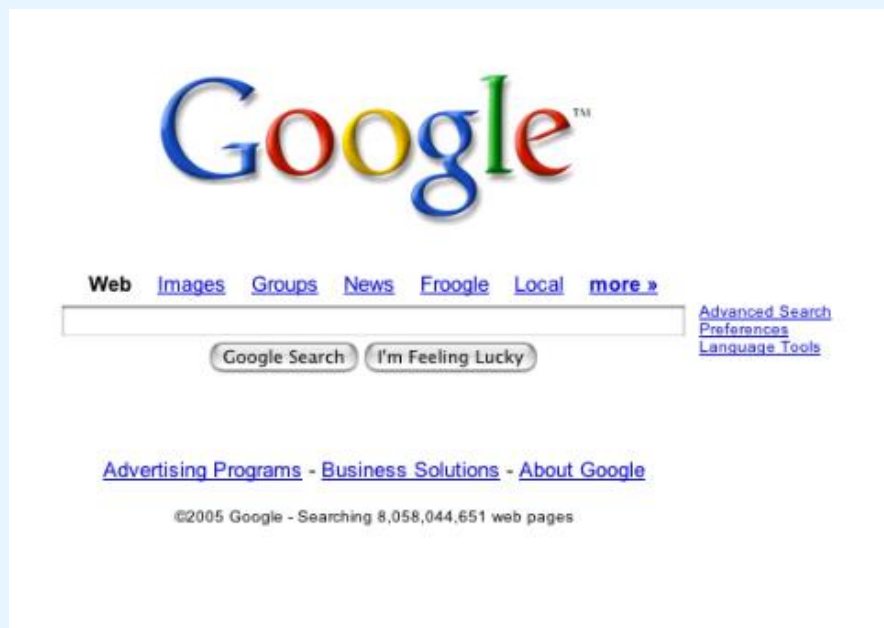 Google™
Web Images Groups News Froogle Local more »
Advanced Search
Preferences
Language Tools
Google Search I'm Feeling Lucky
Advertising Programs - Business Solutions - About Google
©2005 Google - Searching 8,058,044,651 web pages